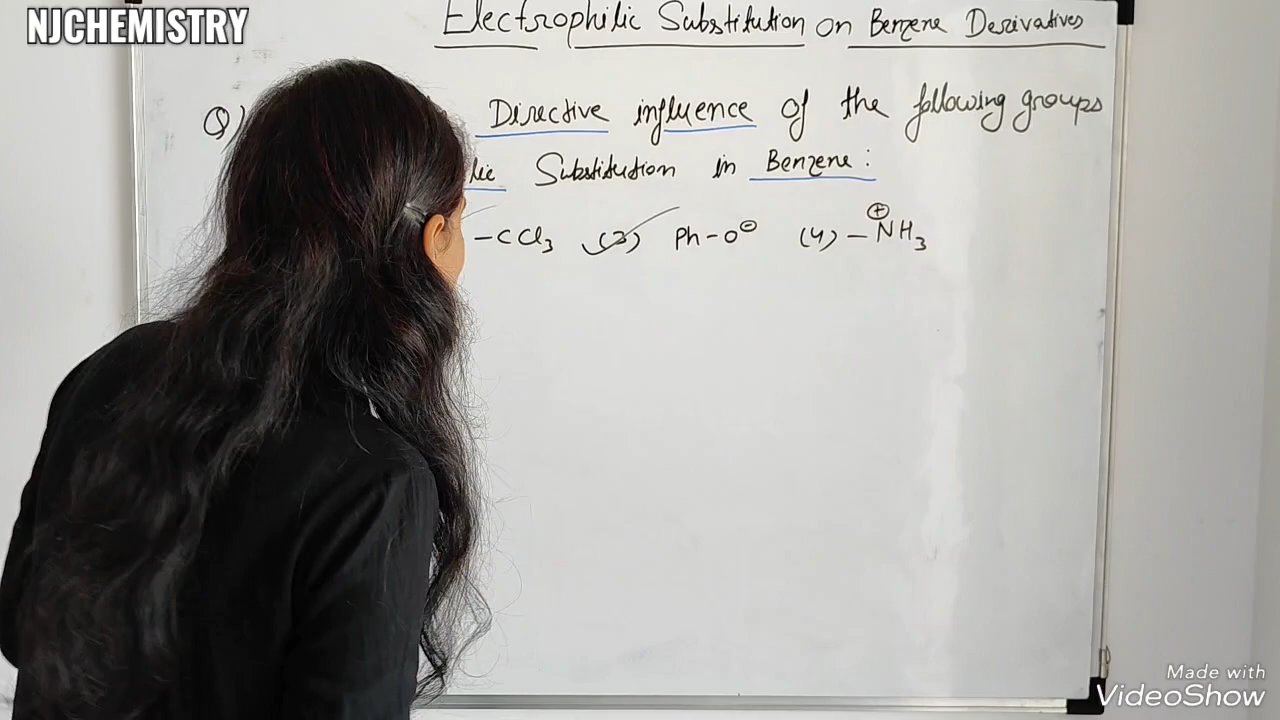 NJCHEMISTRY
Electrophilic Substitution on Benzene Derivatives
Q) Directive influence of the following groups
lic Substitution in Benzene:
-CCl₃ (3) Ph-O⊖ (4) -N⊕H₃
Made with
VideoShow